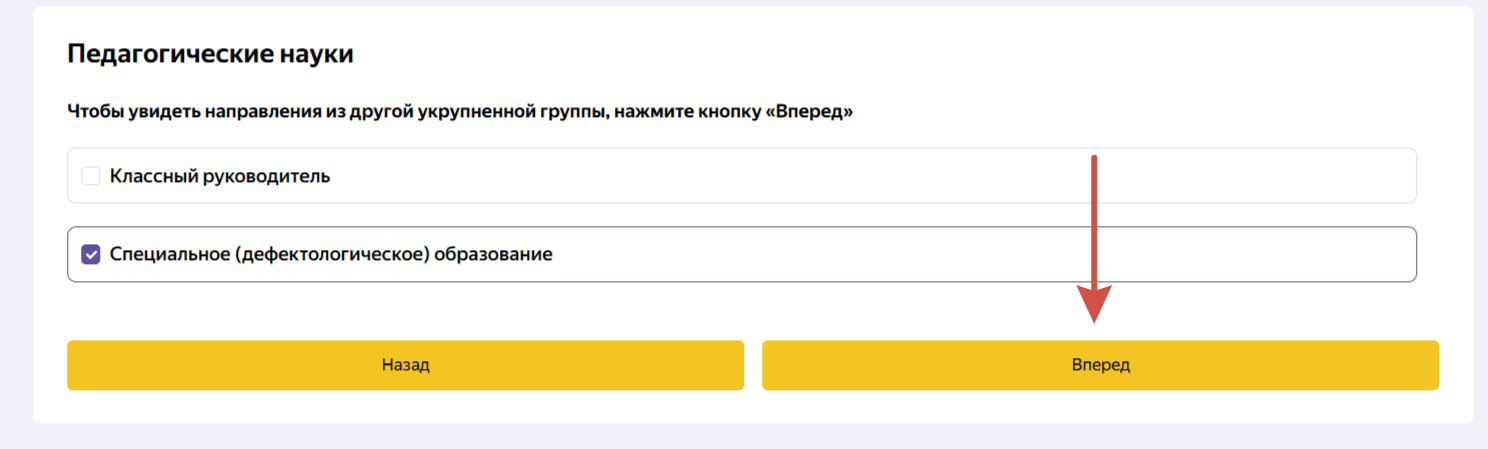 Педагогические науки
Чтобы увидеть направления из другой укрупненной группы, нажмите кнопку «Вперед»
Классный руководитель
Специальное (дефектологическое) образование
Назад
Вперед